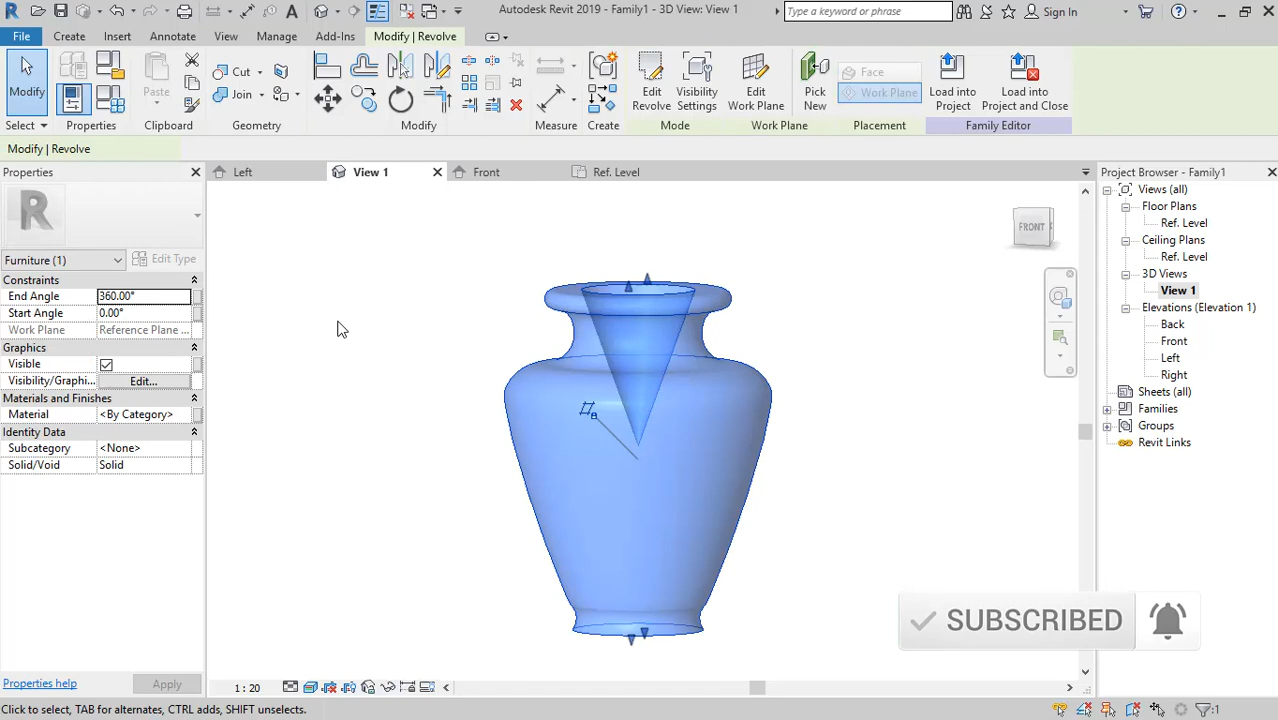 Autodesk Revit 2019 - Family1 - 3D View: View 1
Type a keyword or phrase
Sign In
File
Create
Insert
Annotate
View
Manage
Add-Ins
Modify | Revolve
Modify
Paste
Cut
Join
Edit Revolve
Visibility Settings
Edit Work Plane
Pick New
Face
Work Plane
Load into Project
Load into Project and Close
Select
Properties
Clipboard
Geometry
Modify
Measure
Create
Mode
Work Plane
Placement
Family Editor
Modify | Revolve
Properties
Left
View 1
Front
Ref. Level
Project Browser - Family1
R
Furniture (1)
Edit Type
Constraints
End Angle 360.00°
Start Angle 0.00°
Work Plane Reference Plane ...
Graphics
Visible
Visibility/Graphi... Edit...
Materials and Finishes
Material <By Category>
Identity Data
Subcategory <None>
Solid/Void Solid
Properties help
Apply
FRONT
Views (all)
Floor Plans
Ref. Level
Ceiling Plans
Ref. Level
3D Views
View 1
Elevations (Elevation 1)
Back
Front
Left
Right
Sheets (all)
Families
Groups
Revit Links
SUBSCRIBED
1 : 20
Click to select, TAB for alternates, CTRL adds, SHIFT unselects.
:1